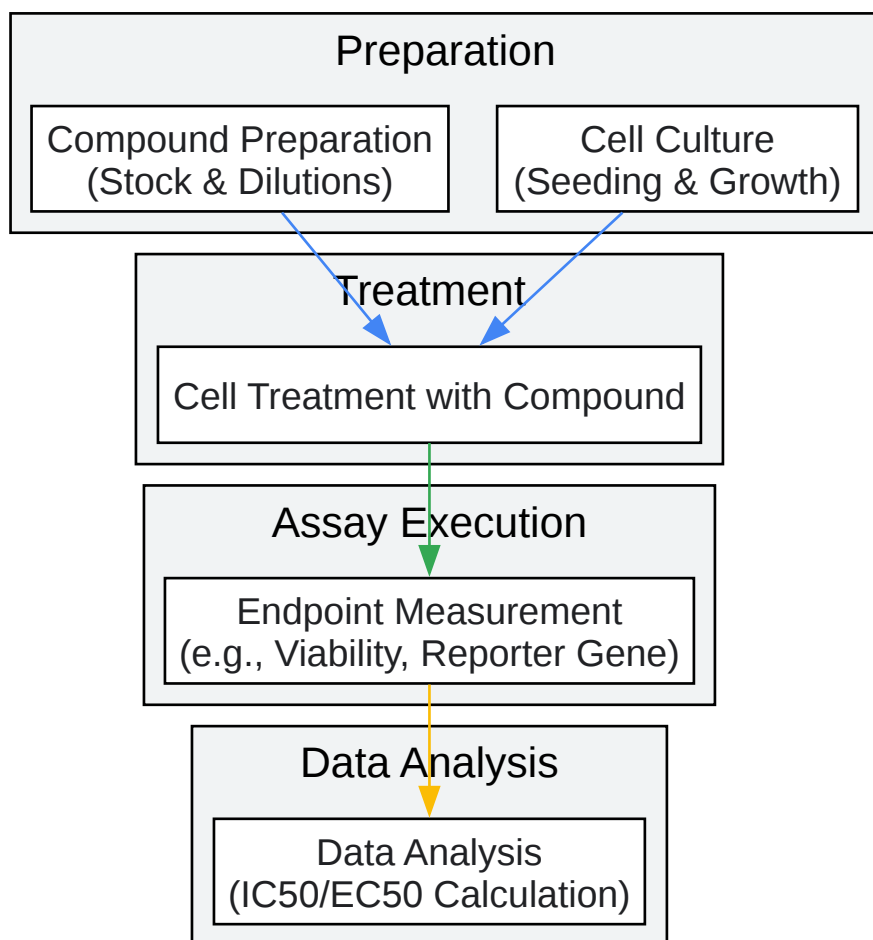 Preparation
Compound Preparation
(Stock & Dilutions)
Cell Culture
(Seeding & Growth)
Treatment
Cell Treatment with Compound
Assay Execution
Endpoint Measurement
(e.g., Viability, Reporter Gene)
Data Analysis
Data Analysis
(IC50/EC50 Calculation)